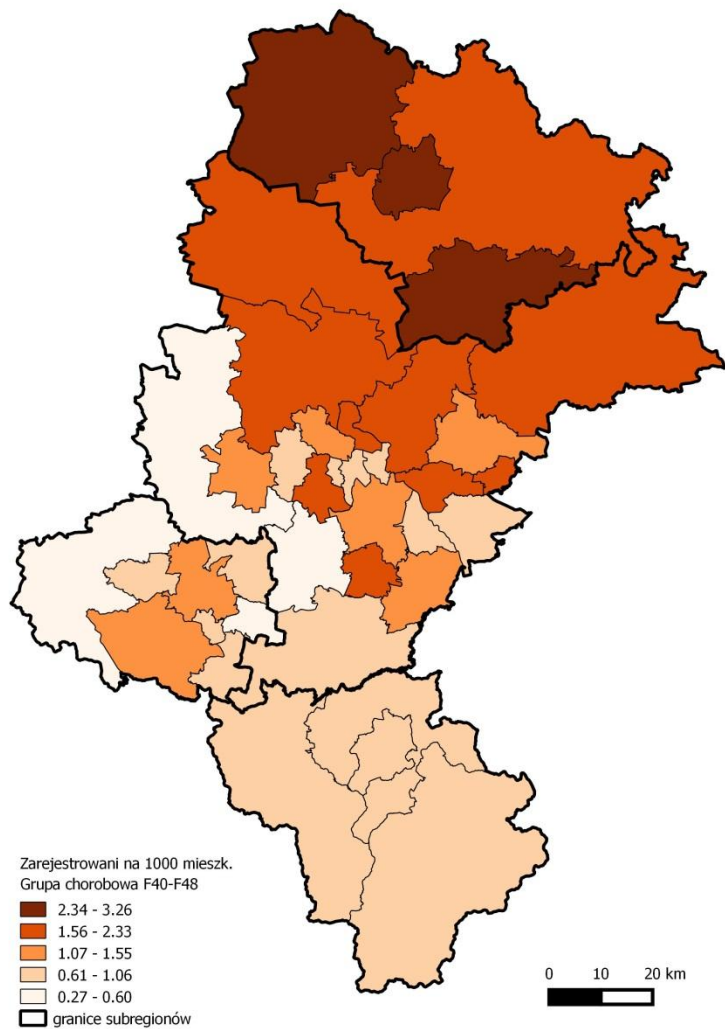 Zarejestrowani na 1000 mieszk.
Grupa chorobowa F40-F48
2.34 - 3.26
1.56 - 2.33
1.07 - 1.55
0.61 - 1.06
0.27 - 0.60
granice subregionów
0 10 20 km